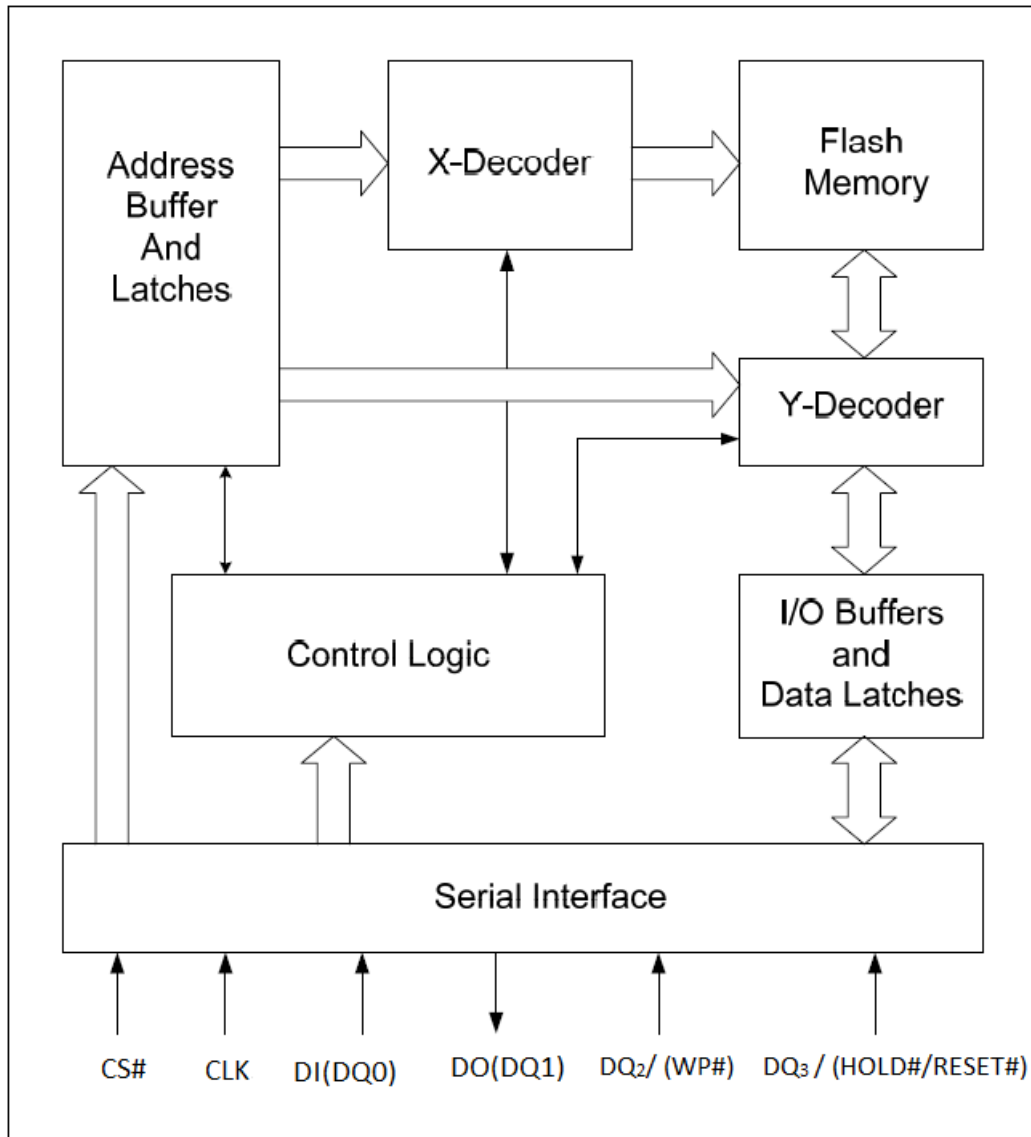 Address
Buffer
And
Latches
X-Decoder
Flash
Memory
Y-Decoder
Control Logic
I/O Buffers
and
Data Latches
Serial Interface
CS#
CLK
DI(DQ0)
DO(DQ1)
DQ2/ (WP#)
DQ3 / (HOLD#/RESET#)